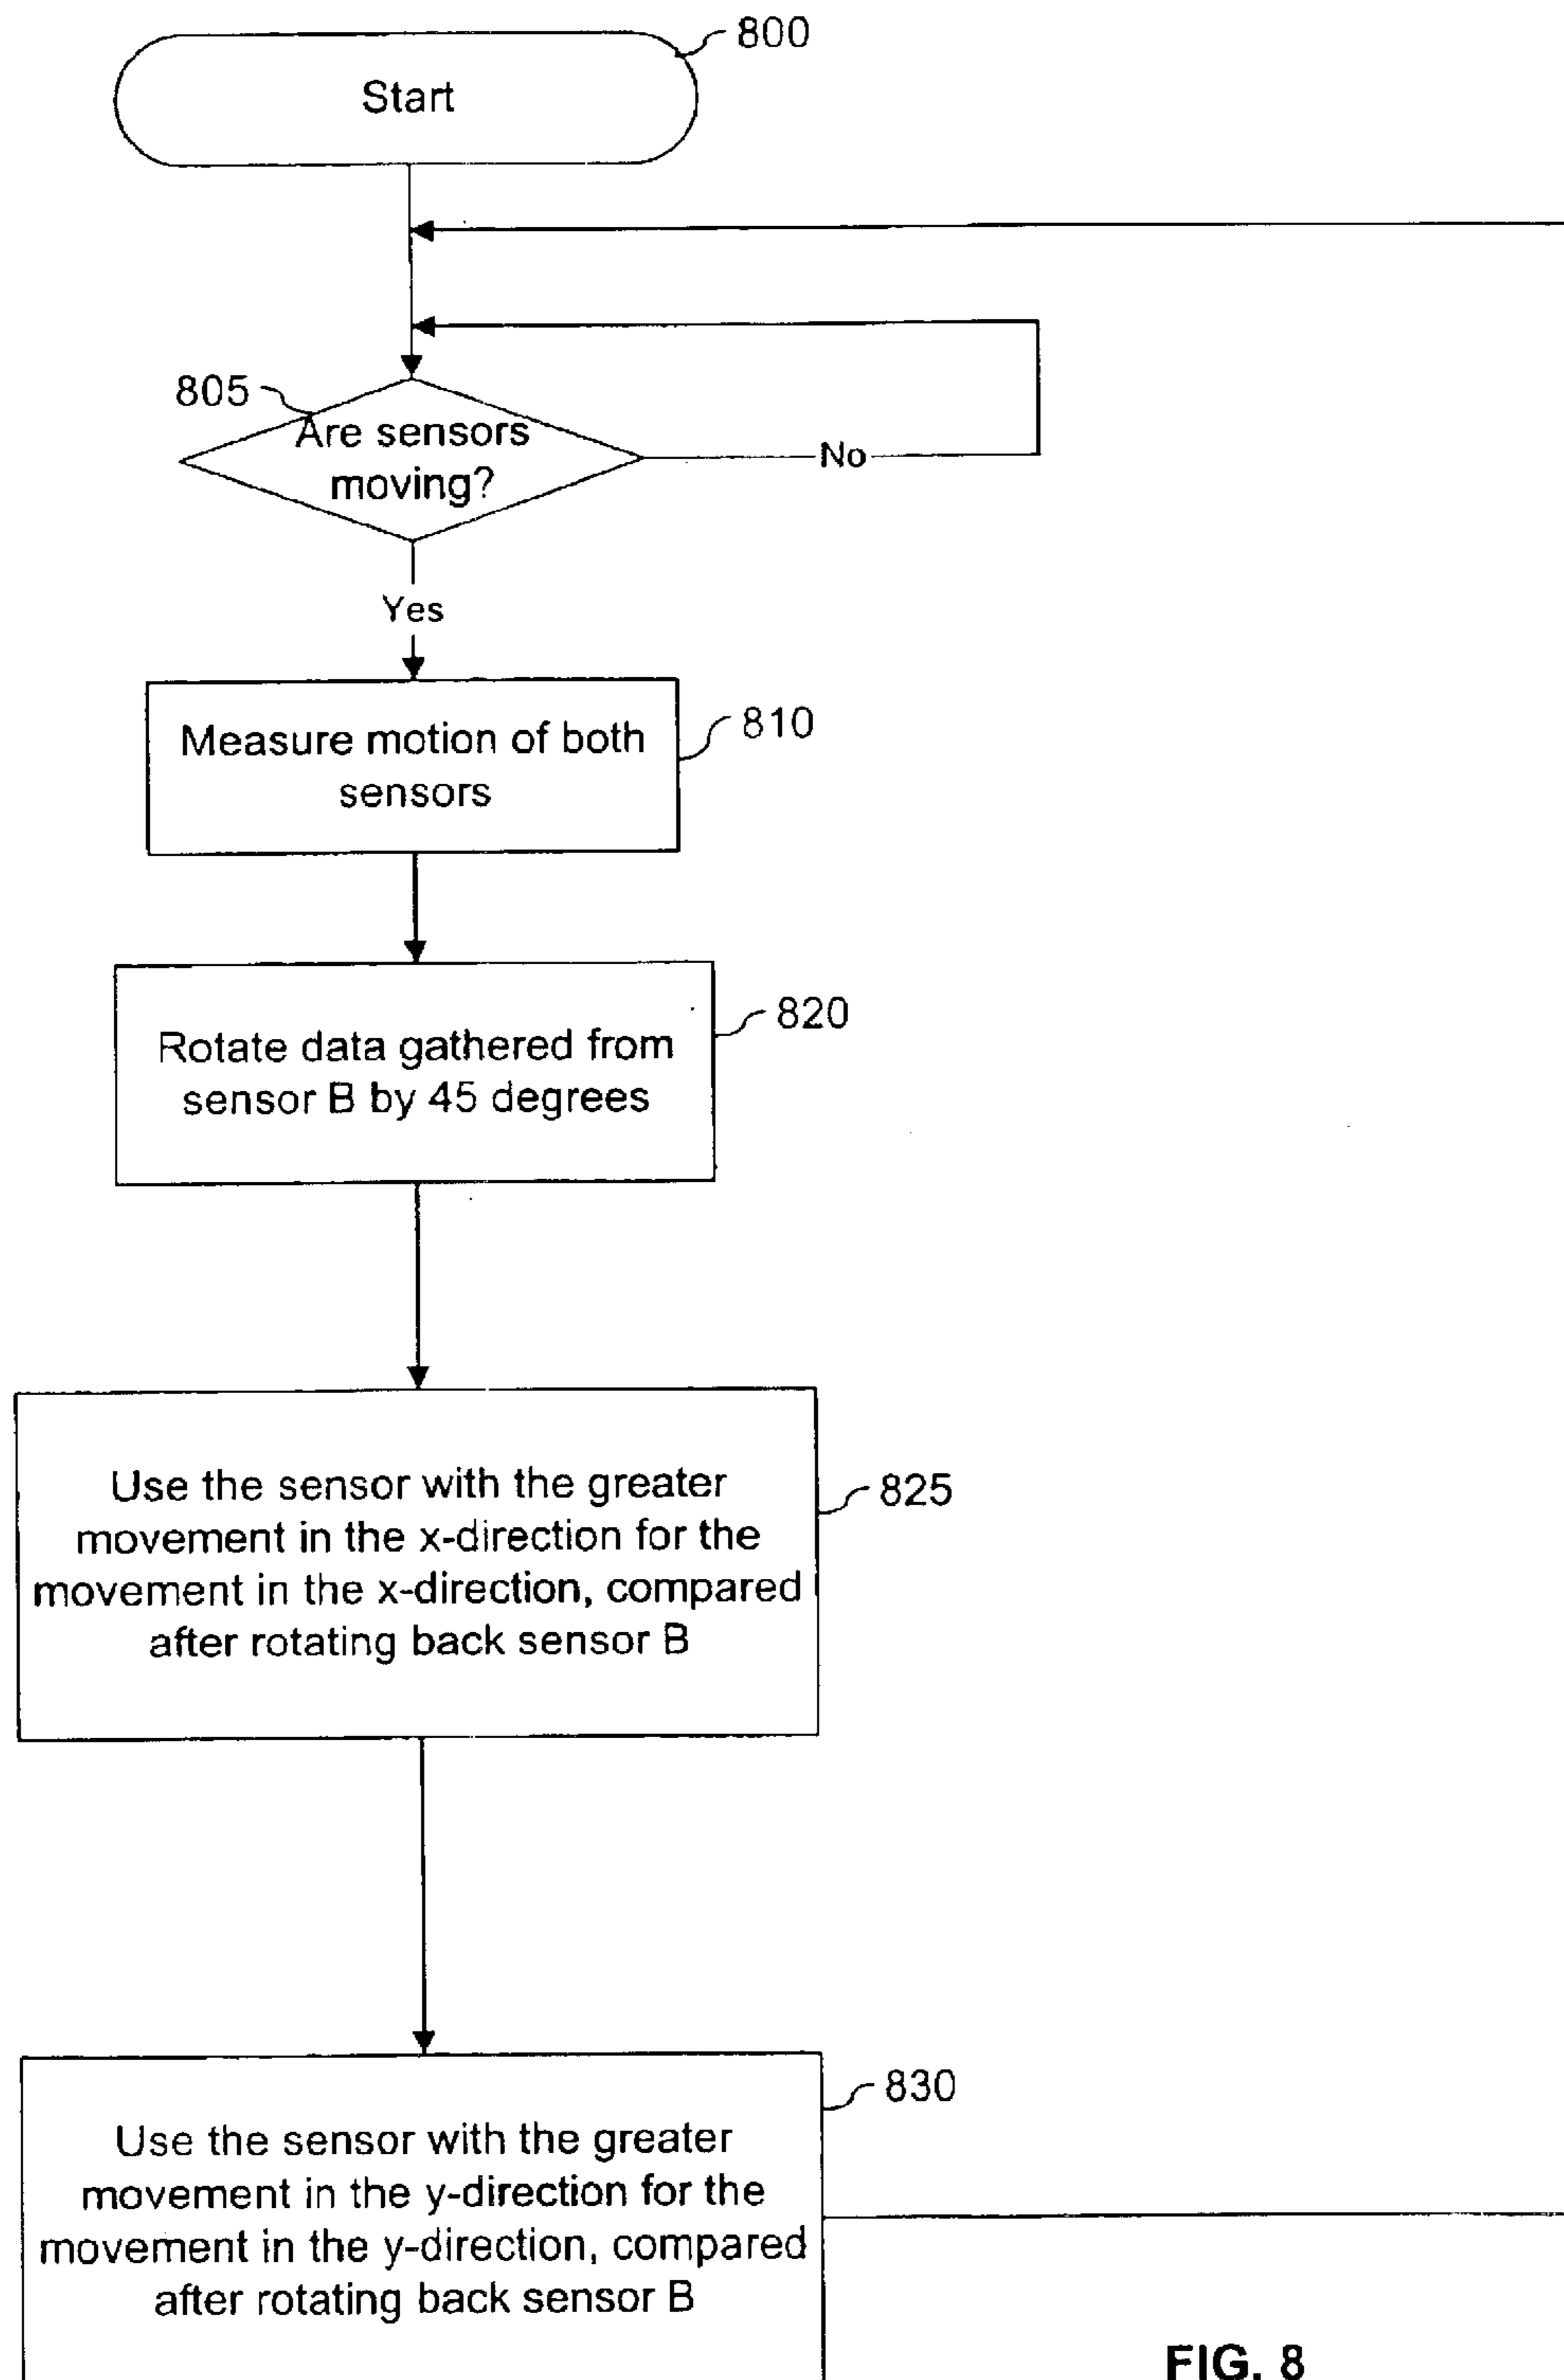 800
Start
805
Are sensors
moving?
No
Yes
Measure motion of both
sensors
810
Rotate data gathered from
sensor B by 45 degrees
820
Use the sensor with the greater
movement in the x-direction for the
movement in the x-direction, compared
after rotating back sensor B
825
Use the sensor with the greater
movement in the y-direction for the
movement in the y-direction, compared
after rotating back sensor B
830
FIG. 8